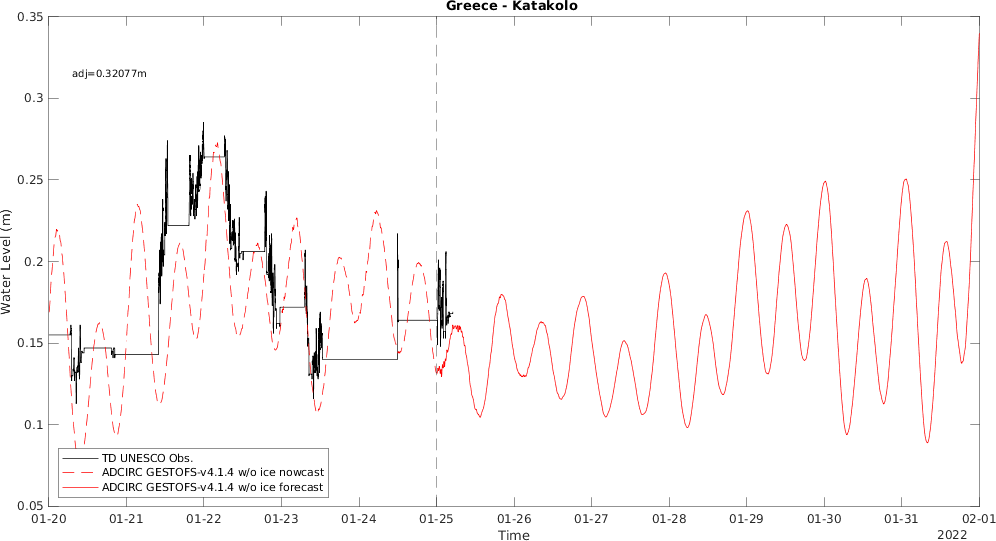 Greece - Katakolo
adj=0.32077m
Water Level (m)
0.35
0.3
0.25
0.2
0.15
0.1
0.05
TD UNESCO Obs.
ADCIRC GESTOFS-v4.1.4 w/o ice nowcast
ADCIRC GESTOFS-v4.1.4 w/o ice forecast
01-20 01-21 01-22 01-23 01-24 01-25 01-26 01-27 01-28 01-29 01-30 01-31 02-01
Time
2022